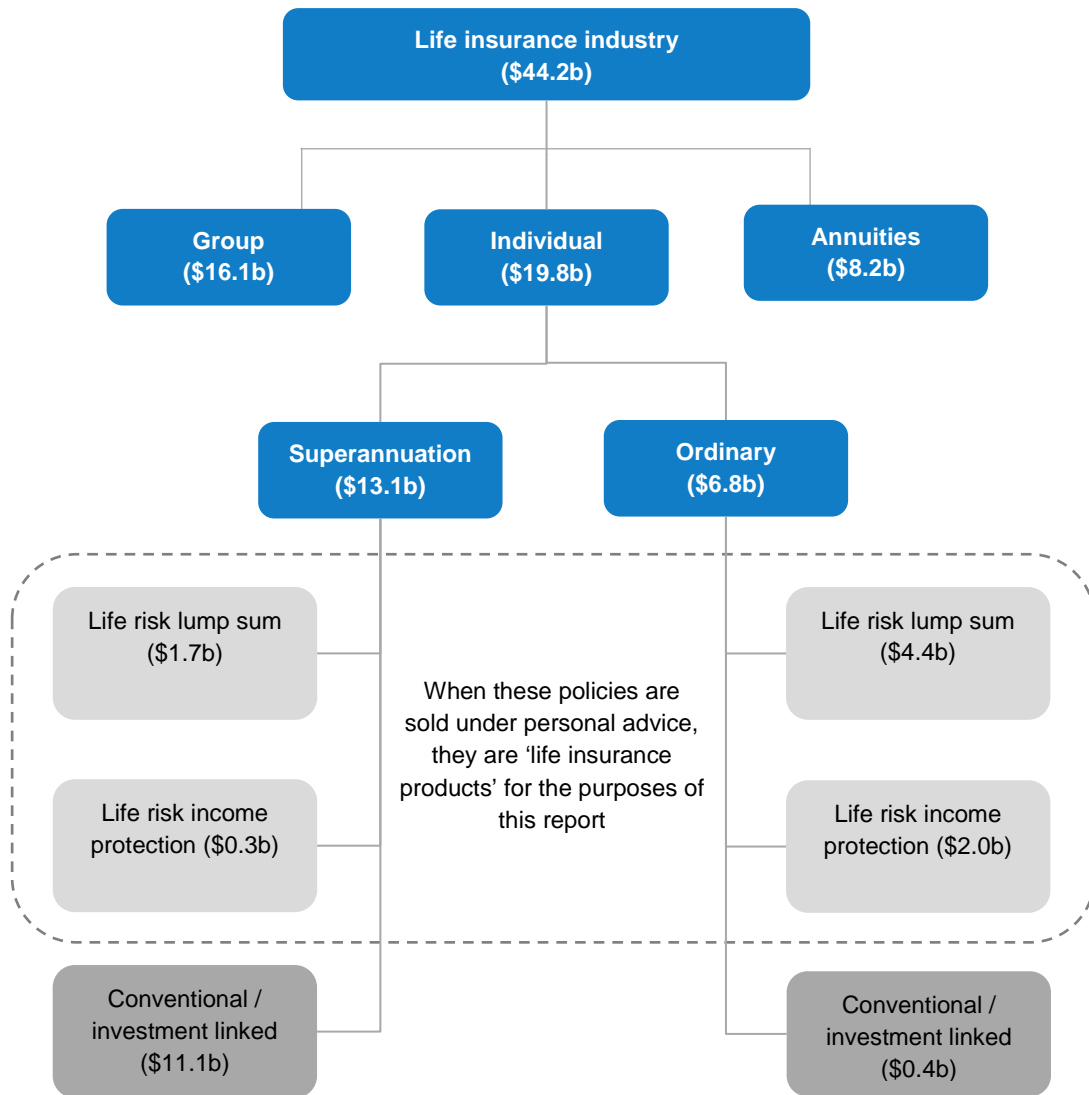 Life insurance industry
($44.2b)
Group
($16.1b)
Individual
($19.8b)
Annuities
($8.2b)
Superannuation
($13.1b)
Ordinary
($6.8b)
Life risk lump sum
($1.7b)
Life risk lump sum
($4.4b)
When these policies are
sold under personal advice,
they are ‘life insurance
products’ for the purposes of
this report
Life risk income
protection ($0.3b)
Life risk income
protection ($2.0b)
Conventional /
investment linked
($11.1b)
Conventional /
investment linked
($0.4b)